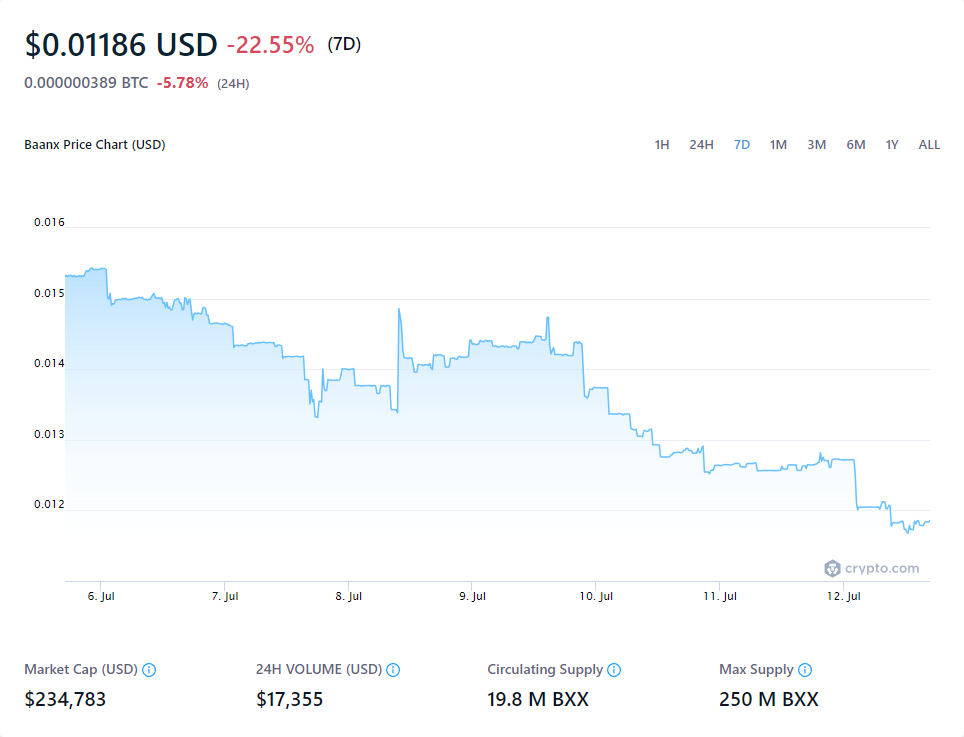 $0.01186 USD -22.55% (7D)
0.000000389 BTC -5.78% (24H)
Baanx Price Chart (USD) 1H 24H 7D 1M 3M 6M 1Y ALL
0.016
0.015
0.014
0.013
0.012
crypto.com
6. Jul 7. Jul 8. Jul 9. Jul 10. Jul 11. Jul 12. Jul
Market Cap (USD) 24H VOLUME (USD) Circulating Supply Max Supply
$234,783 $17,355 19.8 M BXX 250 M BXX